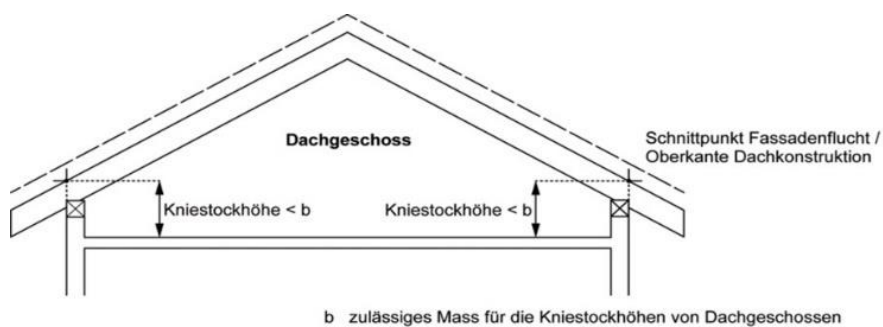 Dachgeschoss
Schnittpunkt Fassadenflucht /
Oberkante Dachkonstruktion
Kniestockhöhe < b
Kniestockhöhe < b
b zulässiges Mass für die Kniestockhöhen von Dachgeschossen